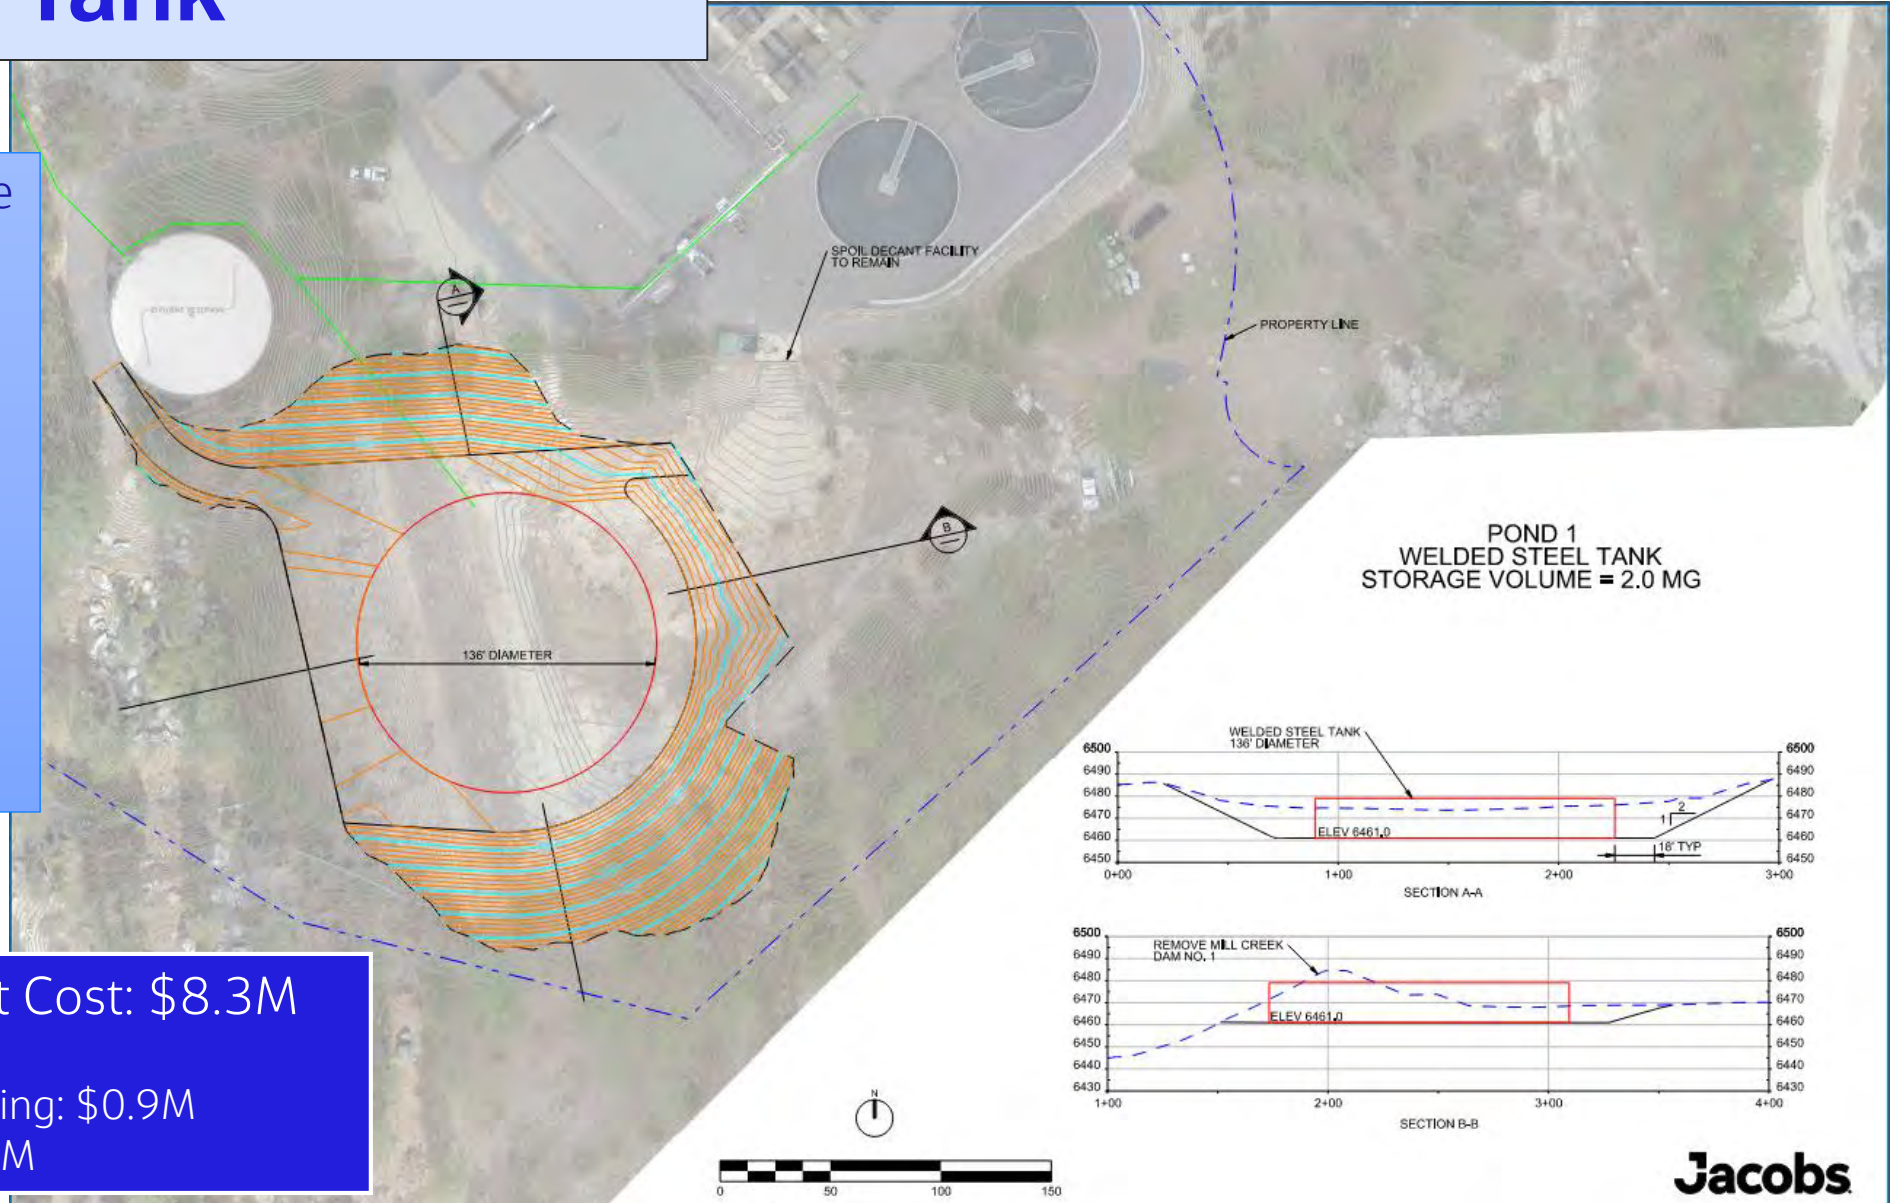 Tank
e
t Cost: $8.3M
ing: $0.9M
M
A
SPOIL DECANT FACILITY
TO REMAIN
PROPERTY LINE
B
136' DIAMETER
POND 1
WELDED STEEL TANK
STORAGE VOLUME = 2.0 MG
WELDED STEEL TANK
136' DIAMETER
6500 6500
6490 6490
6480 6480
6470 6470
6460 6460
6450 6450
2
1
ELEV 6461.0
18' TYP
0+00 1+00 2+00 3+00
SECTION A-A
REMOVE MILL CREEK
DAM NO. 1
6500 6500
6490 6490
6480 6480
6470 6470
6460 6460
6450 6450
6440 6440
6430 6430
ELEV 6461.0
1+00 2+00 3+00 4+00
SECTION B-B
N
0 50 100 150
Jacobs